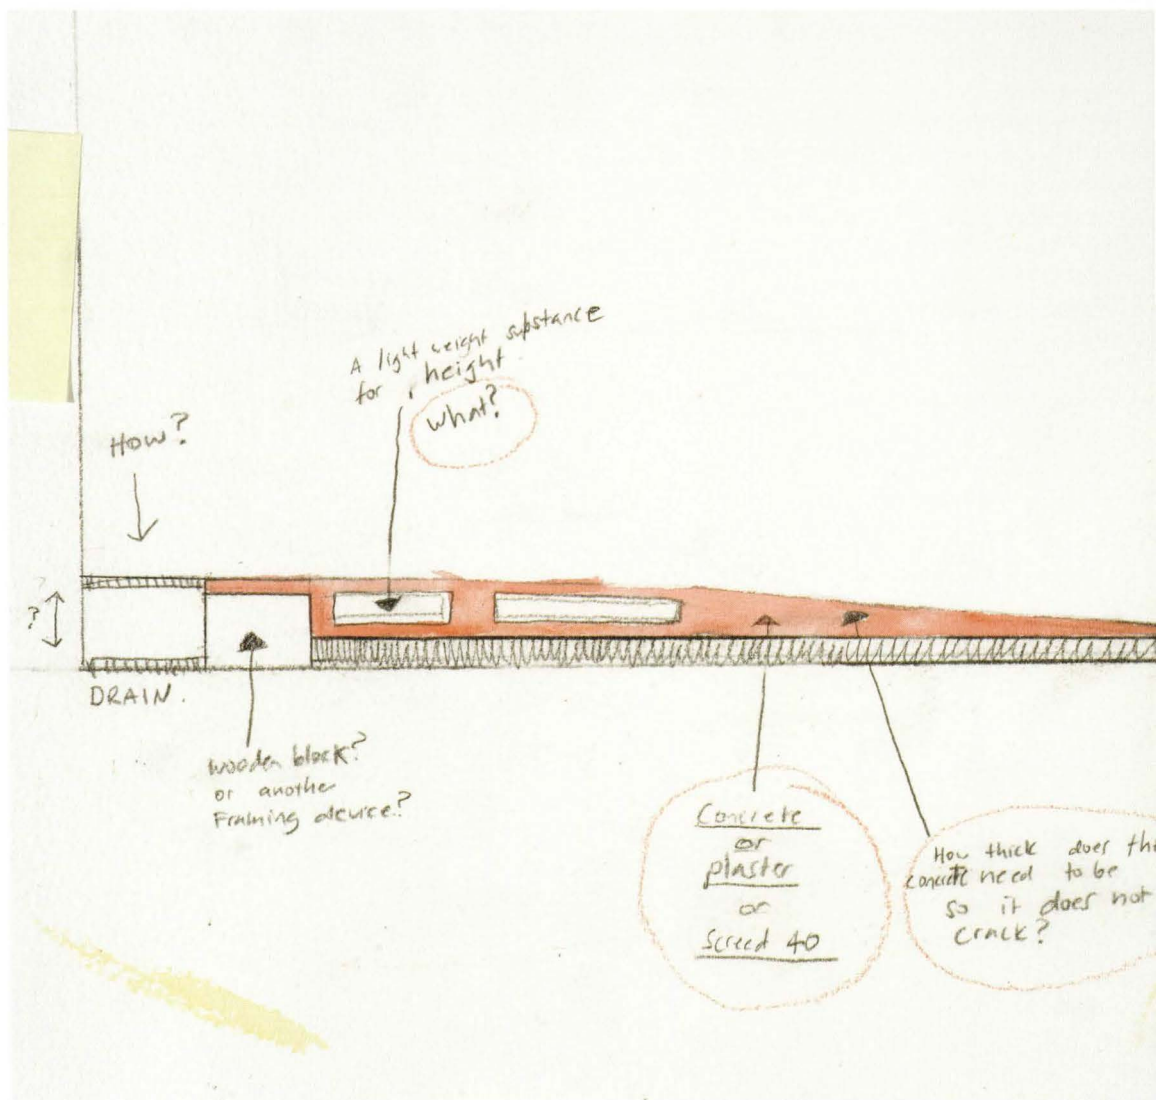 A light weight substance
for height
what?
How?
?
DRAIN.
wooden block?
or another
Framing device?
Concrete
or
plaster
or
Screed 40
How thick does th
concrete need to be
so it does not
crack?